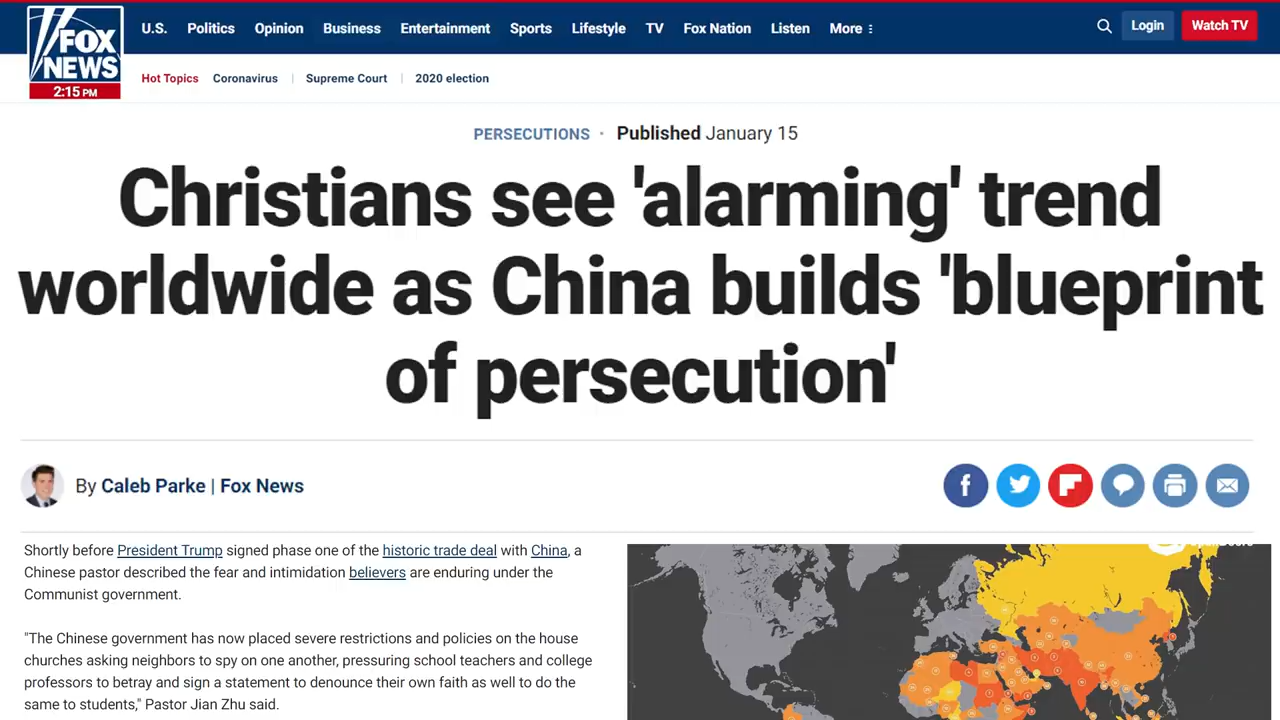 FOX
NEWS
2:15 PM
U.S. Politics Opinion Business Entertainment Sports Lifestyle TV Fox Nation Listen More
Login
Watch TV
Hot Topics Coronavirus Supreme Court 2020 election
PERSECUTIONS · Published January 15
Christians see 'alarming' trend
worldwide as China builds 'blueprint
of persecution'
By Caleb Parke | Fox News
Shortly before President Trump signed phase one of the historic trade deal with China, a
Chinese pastor described the fear and intimidation believers are enduring under the
Communist government.
"The Chinese government has now placed severe restrictions and policies on the house
churches asking neighbors to spy on one another, pressuring school teachers and college
professors to betray and sign a statement to denounce their own faith as well to do the
same to students," Pastor Jian Zhu said.